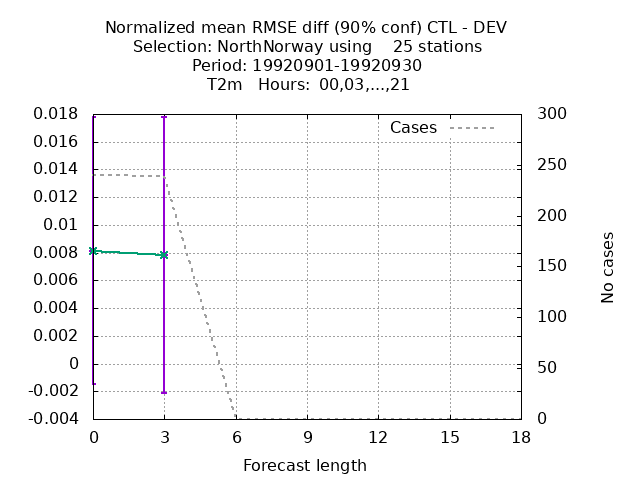 Normalized mean RMSE diff (90% conf) CTL - DEV
Selection: NorthNorway using 25 stations
Period: 19920901-19920930
T2m Hours: 00,03,...,21
Cases
0.018
0.016
0.014
0.012
0.01
0.008
0.006
0.004
0.002
0
-0.002
-0.004
300
250
200
150
100
50
0
No cases
0 3 6 9 12 15 18
Forecast length